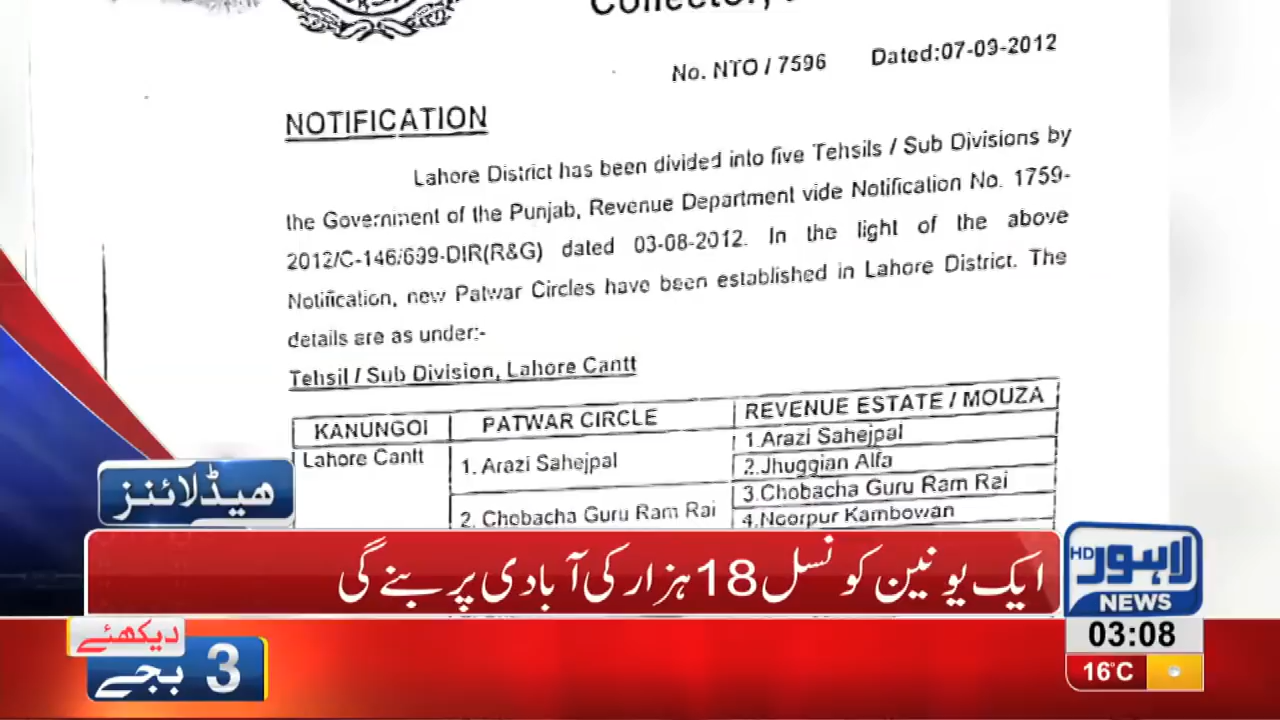 No. NTO / 7596
Dated:07-09-2012
NOTIFICATION
Lahore District has been divided into five Tehsils / Sub Divisions by
the Government of the Punjab, Revenue Department vide Notification No. 1759-
2012/C-146/699-DIR(R&G) dated 03-08-2012. In the light of the above
Notification, new Patwar Circles have been established in Lahore District. The
details are as under:-
Tehsil / Sub Division, Lahore Cantt
KANUNGOI PATWAR CIRCLE REVENUE ESTATE / MOUZA
Lahore Cantt 1. Arazi Sahejpal 1.Arazi Sahejpal
2.Jhuggian Alfa
2. Chobacha Guru Ram Rai 3.Chobacha Guru Ram Rai
4.Noorpur Kambowan
ھیڈلائنز
ایک یونین کونسل 18 ہزار کی آبادی پر بنے گی
لاہور HD
NEWS
03:08
16°C
دیکھئے
3 بجے